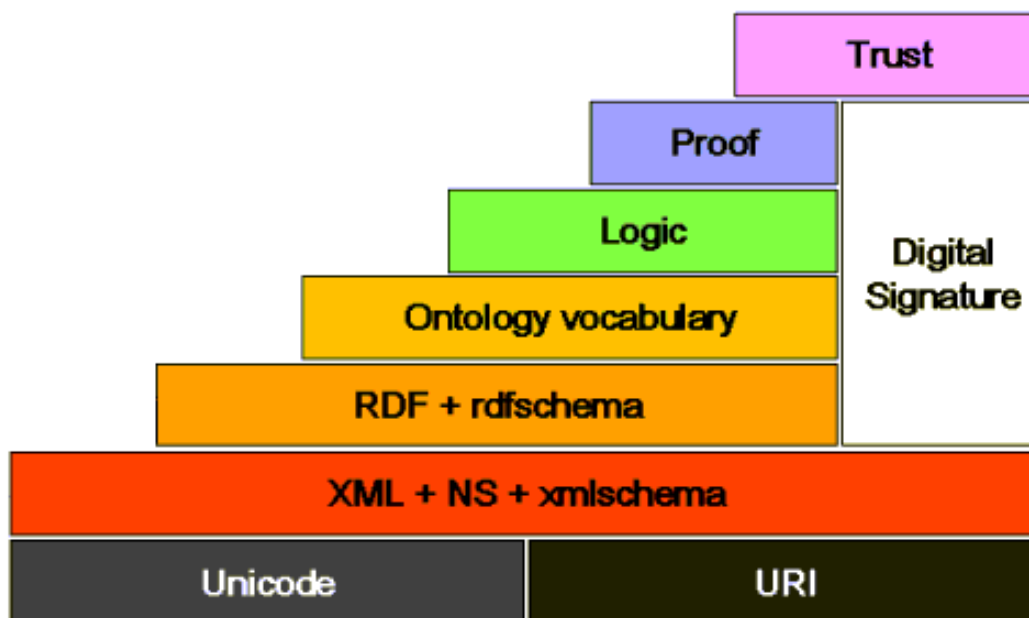 Trust
Proof
Logic
Digital
Signature
Ontology vocabulary
RDF + rdfschema
XML + NS + xmlschema
Unicode
URI